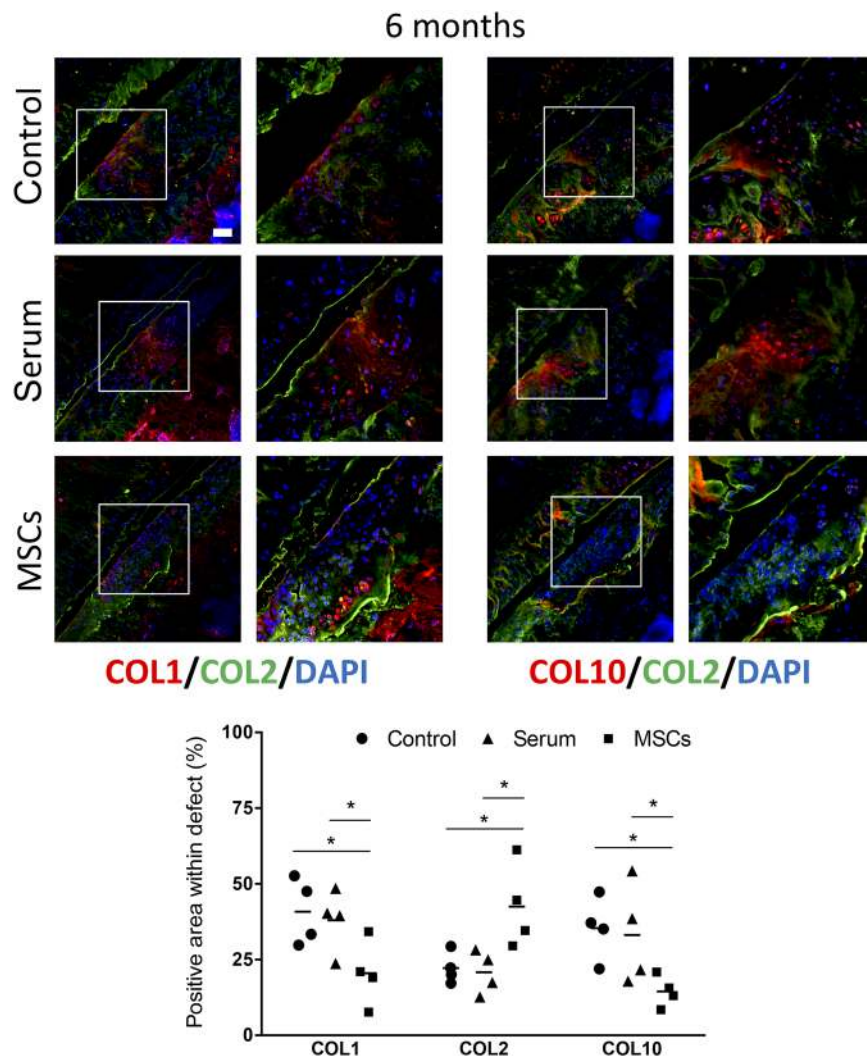 6 months
Control
Serum
MSCs
COL1/COL2/DAPI
COL10/COL2/DAPI
Positive area within defect (%)
100
75
50
25
0
Control
Serum
MSCs
*
*
*
*
*
*
COL1
COL2
COL10